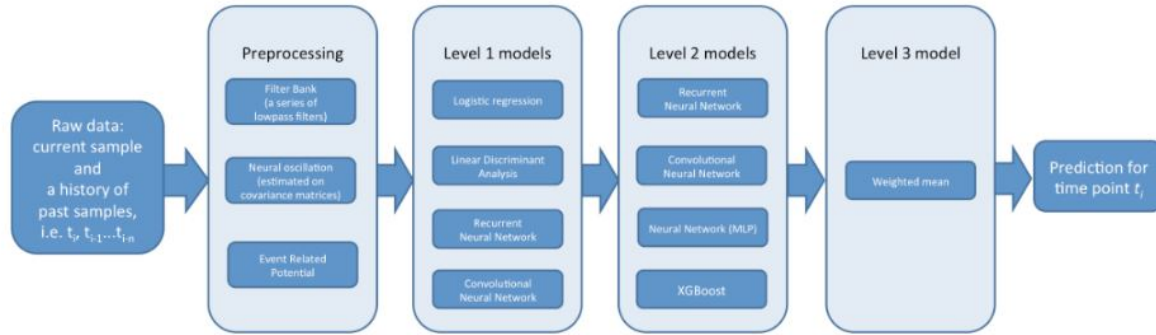 Raw data:
current sample
and
a history of
past samples,
i.e. tᵢ, tᵢ₋₁...tᵢ₋ₙ
Preprocessing
Filter Bank
(a series of
lowpass filters)
Neural oscillation
(estimated on
covariance matrices)
Event Related
Potential
Level 1 models
Logistic regression
Linear Discriminant
Analysis
Recurrent
Neural Network
Convolutional
Neural Network
Level 2 models
Recurrent
Neural Network
Convolutional
Neural Network
Neural Network (MLP)
XGBoost
Level 3 model
Weighted mean
Prediction for
time point tᵢ